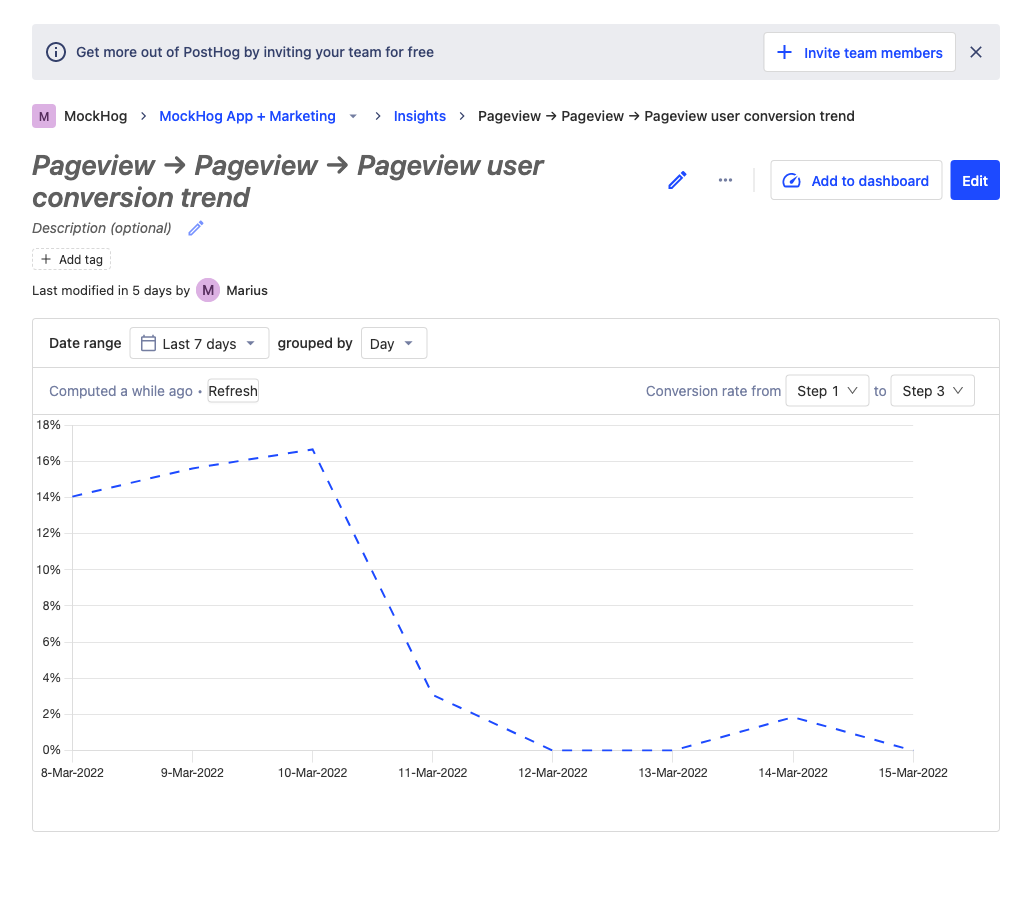 Get more out of PostHog by inviting your team for free
Invite team members
M MockHog MockHog App + Marketing Insights Pageview → Pageview → Pageview user conversion trend
Pageview → Pageview → Pageview user
conversion trend
Add to dashboard
Edit
Description (optional)
+ Add tag
Last modified in 5 days by M Marius
Date range Last 7 days grouped by Day
Computed a while ago • Refresh
Conversion rate from Step 1 to Step 3
18%
16%
14%
12%
10%
8%
6%
4%
2%
0%
8-Mar-2022 9-Mar-2022 10-Mar-2022 11-Mar-2022 12-Mar-2022 13-Mar-2022 14-Mar-2022 15-Mar-2022